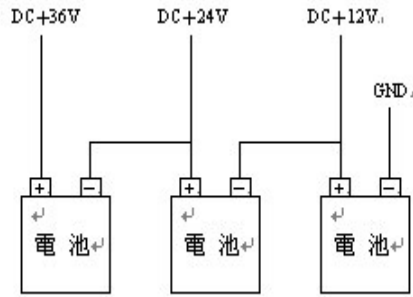 DC+36V DC+24V DC+12V
GND
+ - + - + -
電池 電池 電池